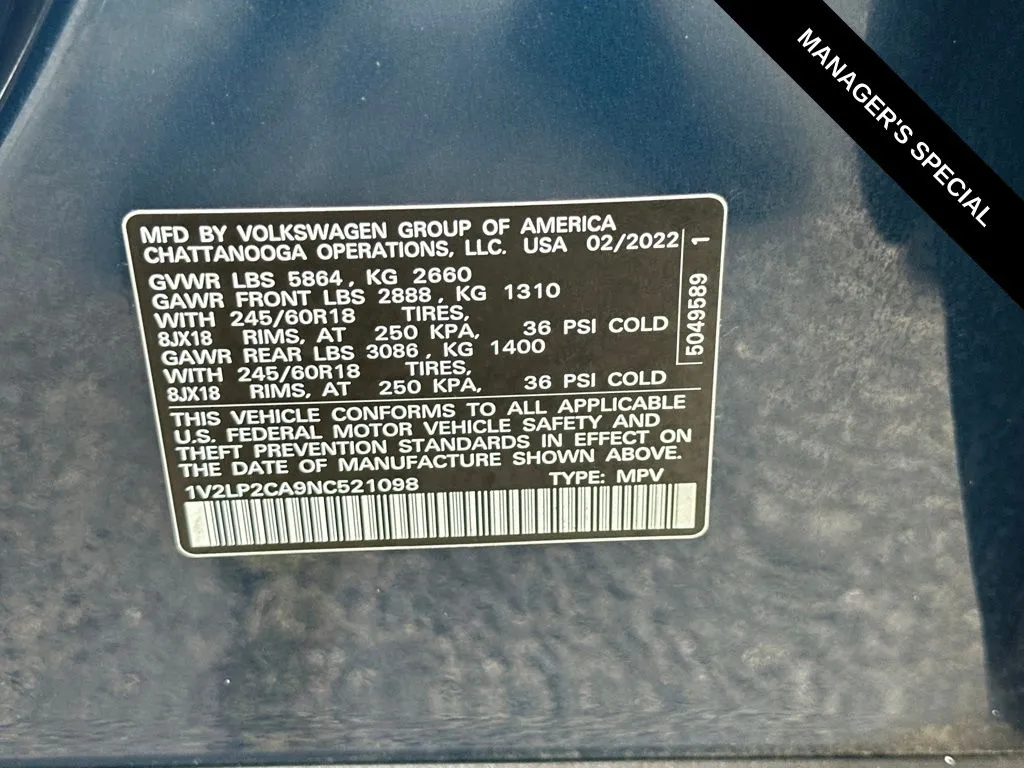 MANAGER'S SPECIAL
MFD BY VOLKSWAGEN GROUP OF AMERICA
CHATTANOOGA OPERATIONS, LLC. USA 02/2022
GVWR LBS 5864, KG 2660
GAWR FRONT LBS 2888, KG 1310
WITH 245/60R18 TIRES,
8JX18 RIMS, AT 250 KPA, 36 PSI COLD
GAWR REAR LBS 3086, KG 1400
WITH 245/60R18 TIRES,
8JX18 RIMS, AT 250 KPA, 36 PSI COLD
5049589 1
THIS VEHICLE CONFORMS TO ALL APPLICABLE
U.S. FEDERAL MOTOR VEHICLE SAFETY AND
THEFT PREVENTION STANDARDS IN EFFECT ON
THE DATE OF MANUFACTURE SHOWN ABOVE.
1V2LP2CA9NC521098 TYPE: MPV